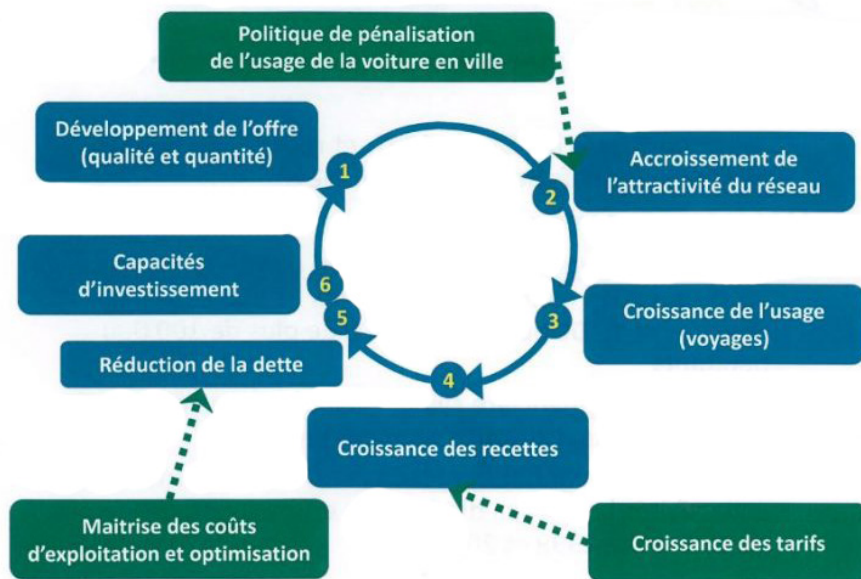 Politique de pénalisation
de l'usage de la voiture en ville
Développement de l'offre
(qualité et quantité)
1
2
Accroissement de
l'attractivité du réseau
Capacités
d'investissement
6
5
3
Croissance de l'usage
(voyages)
Réduction de la dette
4
Croissance des recettes
Maitrise des coûts
d'exploitation et optimisation
Croissance des tarifs